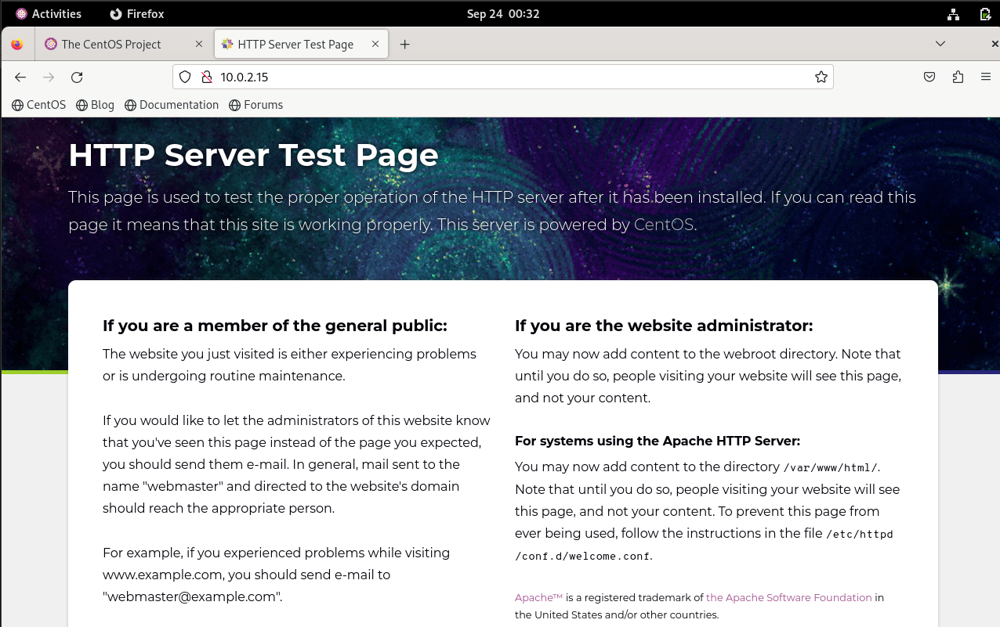 Activities Firefox Sep 24 00:32
The CentOS Project HTTP Server Test Page
10.0.2.15
CentOS Blog Documentation Forums
HTTP Server Test Page
This page is used to test the proper operation of the HTTP server after it has been installed. If you can read this
page it means that this site is working properly. This server is powered by CentOS.
If you are a member of the general public:
The website you just visited is either experiencing problems
or is undergoing routine maintenance.
If you would like to let the administrators of this website know
that you've seen this page instead of the page you expected,
you should send them e-mail. In general, mail sent to the
name "webmaster" and directed to the website's domain
should reach the appropriate person.
For example, if you experienced problems while visiting
www.example.com, you should send e-mail to
"webmaster@example.com".
If you are the website administrator:
You may now add content to the webroot directory. Note that
until you do so, people visiting your website will see this page,
and not your content.
For systems using the Apache HTTP Server:
You may now add content to the directory /var/www/html/.
Note that until you do so, people visiting your website will see
this page, and not your content. To prevent this page from
ever being used, follow the instructions in the file /etc/httpd
/conf.d/welcome.conf.
Apache™ is a registered trademark of the Apache Software Foundation in
the United States and/or other countries.